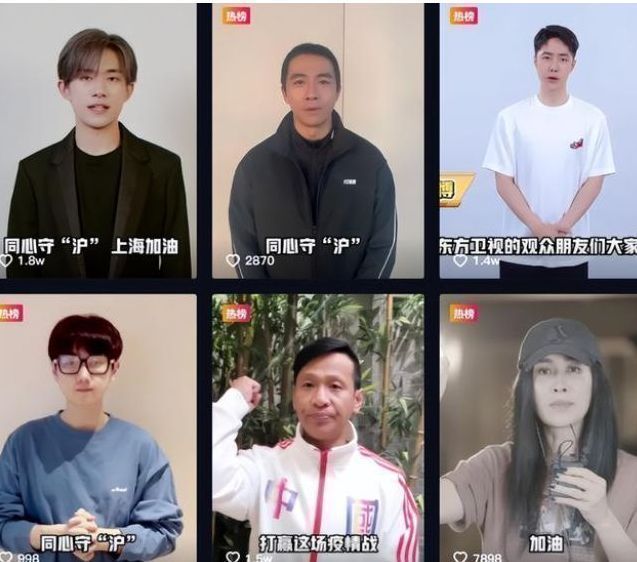 热榜
热榜
同心守“沪” 上海加油
1.8w
同心守“沪”
2870
东方卫视的观众朋友们大家
1.4w
热榜
热榜
热榜
中
國
同心守“沪”
998
打赢这场疫情战
1.5w
加油
7898